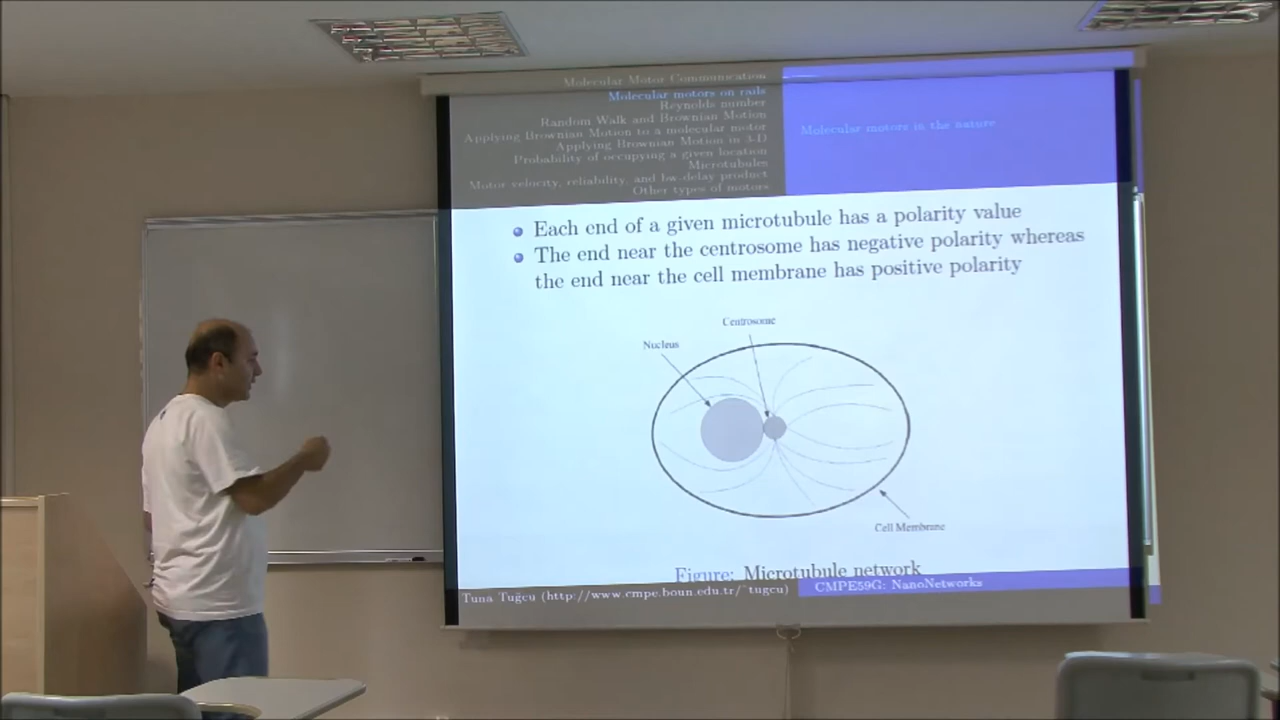 Molecular Motor Communication
Molecular motors on rails
Reynolds number
Random Walk and Brownian Motion
Applying Brownian Motion to a molecular motor
Applying Brownian Motion in 3-D
Probability of occupying a given location
Microtubules
Motor velocity, reliability, and bw.delay product
Other types of motors
Molecular motors in the nature
Each end of a given microtubule has a polarity value
The end near the centrosome has negative polarity whereas
the end near the cell membrane has positive polarity
Centrosome
Nucleus
Cell Membrane
Figure: Microtubule network
Tuna Tuğcu (http://www.cmpe.boun.edu.tr/~tugcu)
CMPE59G: NanoNetworks